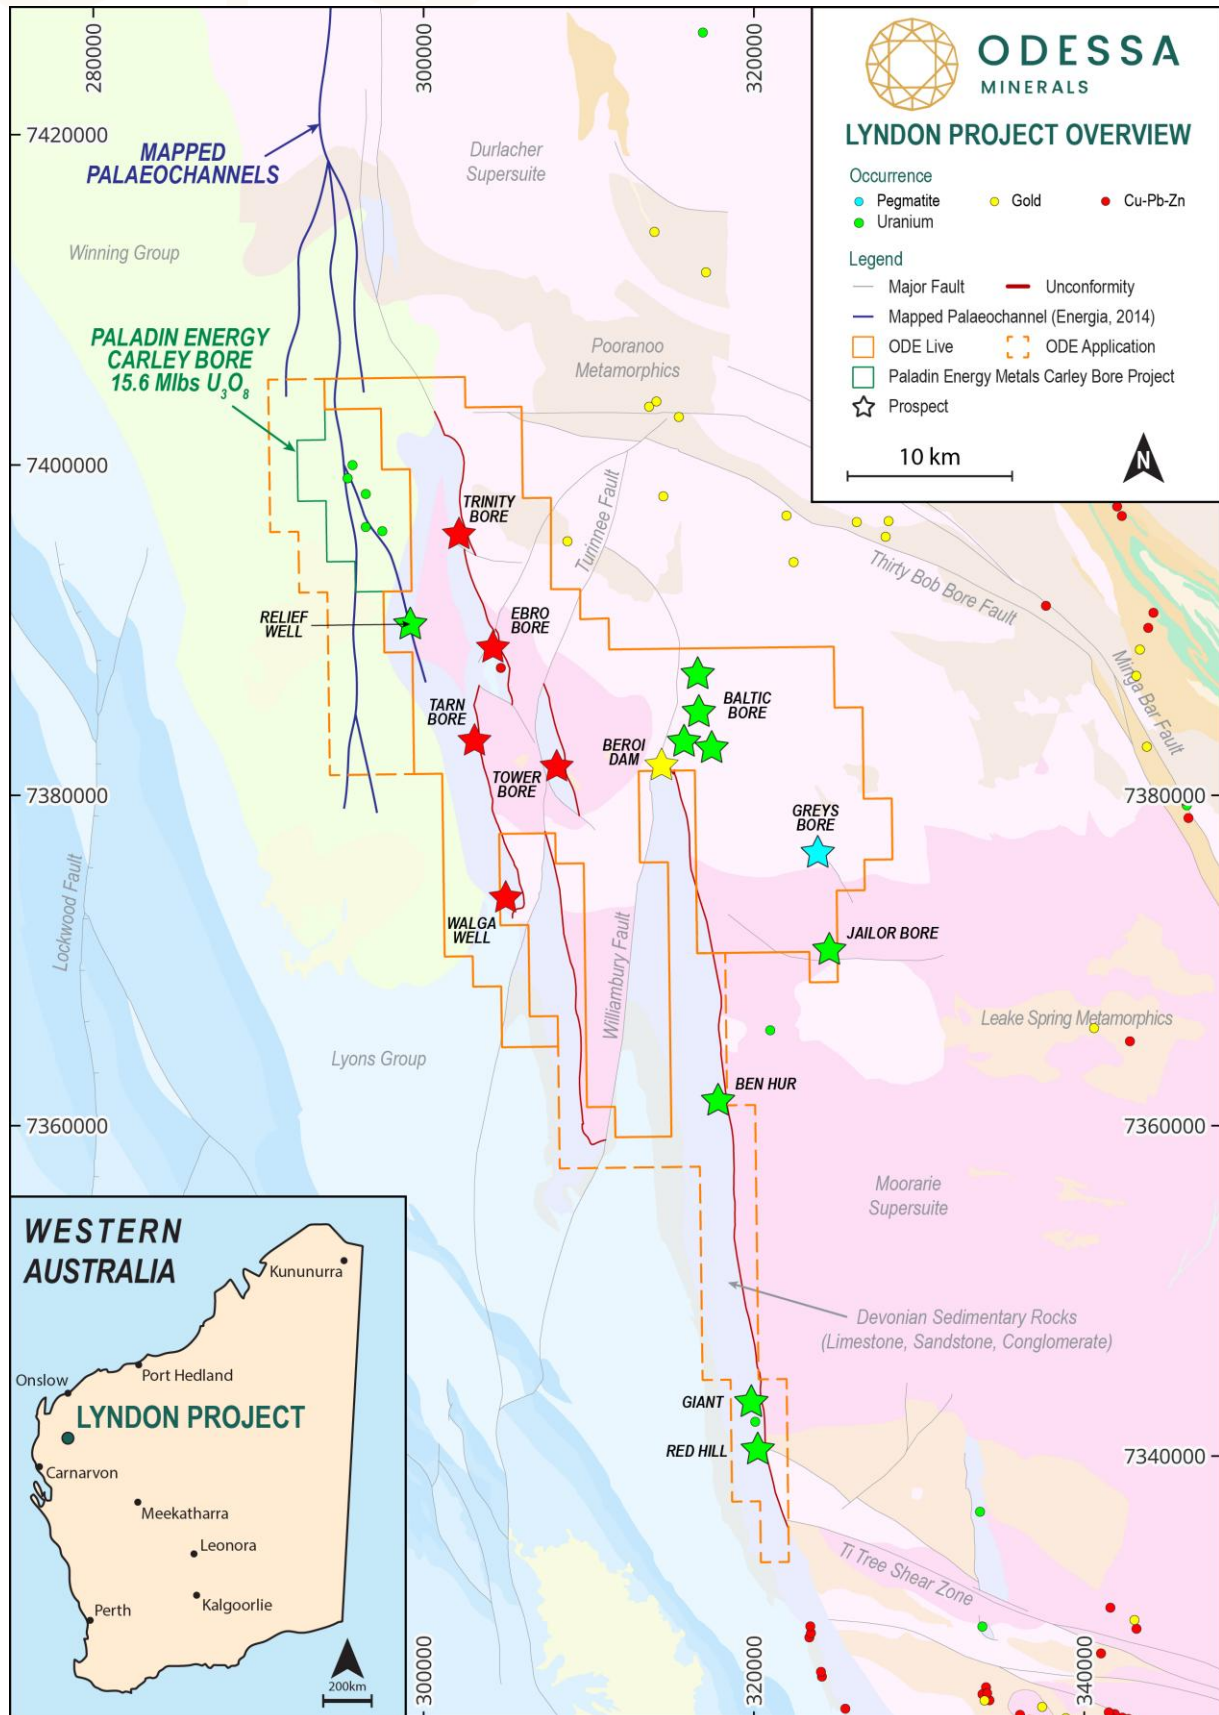 280000
300000
320000
ODESSA
MINERALS
LYNDON PROJECT OVERVIEW
Occurrence
Pegmatite
Gold
Cu-Pb-Zn
Uranium
Legend
Major Fault
Unconformity
Mapped Palaeochannel (Energia, 2014)
ODE Live
ODE Application
Paladin Energy Metals Carley Bore Project
Prospect
10 km
N
7420000
MAPPED
PALAEOCHANNELS
Durlacher
Supersuite
Winning Group
PALADIN ENERGY
CARLEY BORE
15.6 Mlbs U₃O₈
Pooranoo
Metamorphics
7400000
TRINITY
BORE
Turinnee Fault
Thirty Bob Bore Fault
RELIEF
WELL
EBRO
BORE
Minga Bar Fault
TARN
BORE
BALTIC
BORE
BEROI
DAM
TOWER
BORE
7380000
7380000
GREYS
BORE
Lockwood Fault
WALGA
WELL
Williambury Fault
JAILOR BORE
Leake Spring Metamorphics
Lyons Group
BEN HUR
7360000
7360000
Moorarie
Supersuite
WESTERN
AUSTRALIA
Kununurra
Port Hedland
Onslow
LYNDON PROJECT
Carnarvon
Meekatharra
Leonora
Kalgoorlie
Perth
200km
Devonian Sedimentary Rocks
(Limestone, Sandstone, Conglomerate)
GIANT
RED HILL
7340000
Ti Tree Shear Zone
300000
320000
340000